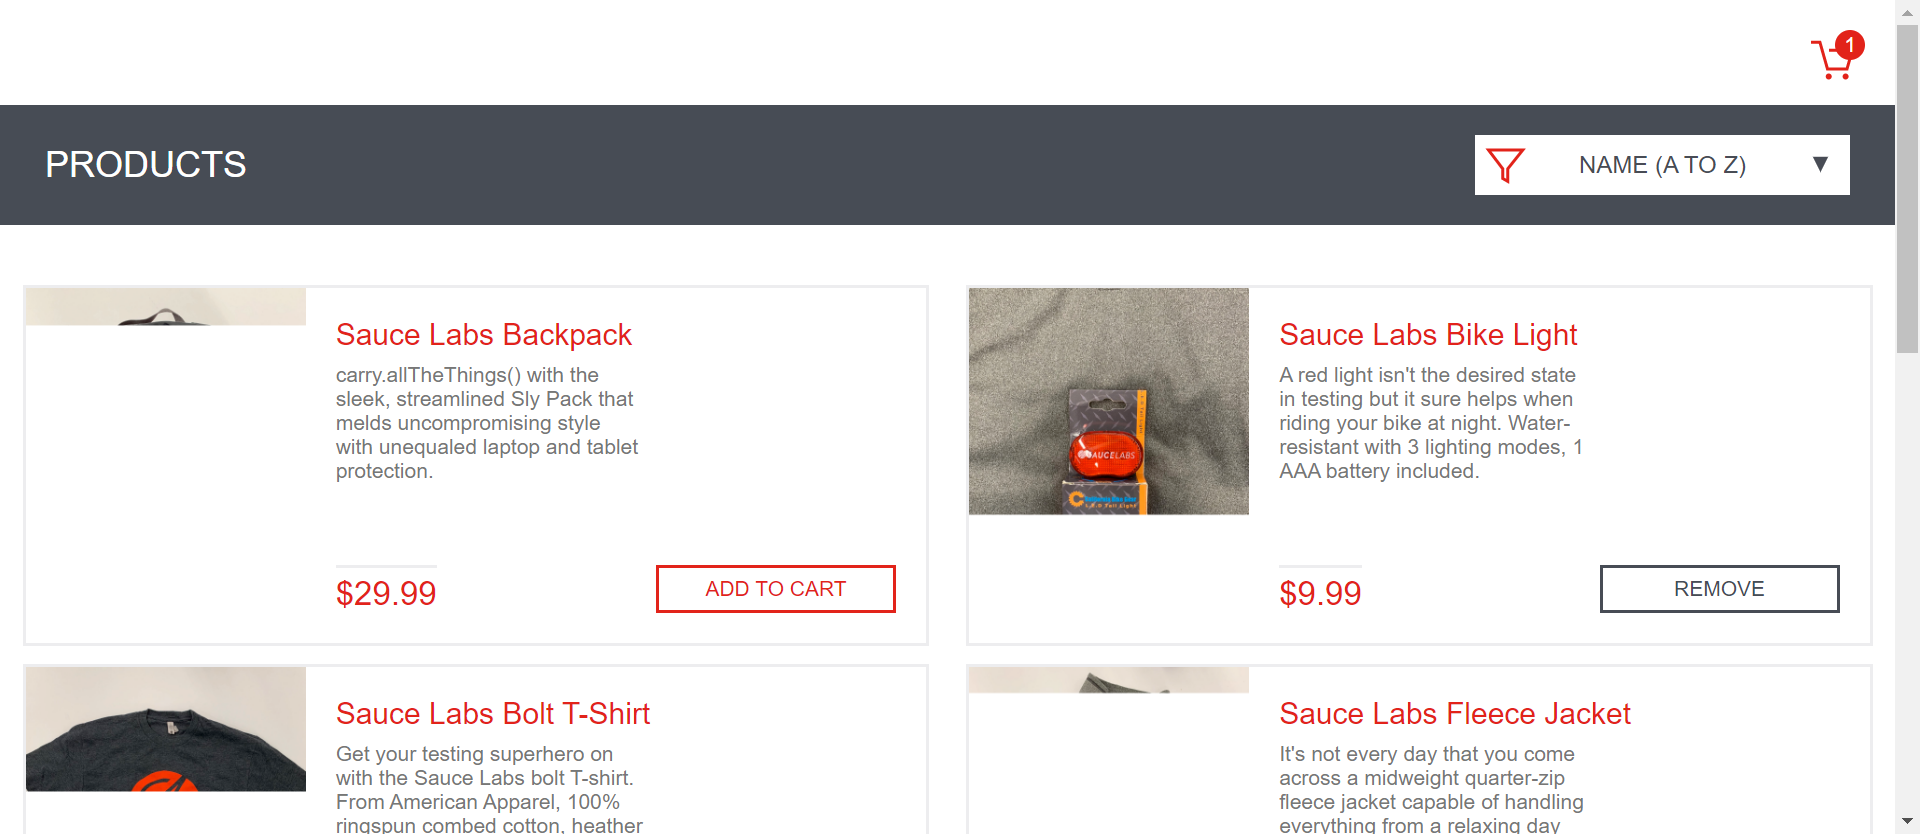 1
PRODUCTS
NAME (A TO Z)
Sauce Labs Backpack
carry.allTheThings() with the
sleek, streamlined Sly Pack that
melds uncompromising style
with unequaled laptop and tablet
protection.
$29.99
ADD TO CART
SAUCELABS
Sauce Labs Bike Light
A red light isn't the desired state
in testing but it sure helps when
riding your bike at night. Water-
resistant with 3 lighting modes, 1
AAA battery included.
$9.99
REMOVE
Sauce Labs Bolt T-Shirt
Get your testing superhero on
with the Sauce Labs bolt T-shirt.
From American Apparel, 100%
ringspun combed cotton, heather
Sauce Labs Fleece Jacket
It's not every day that you come
across a midweight quarter-zip
fleece jacket capable of handling
everything from a relaxing day